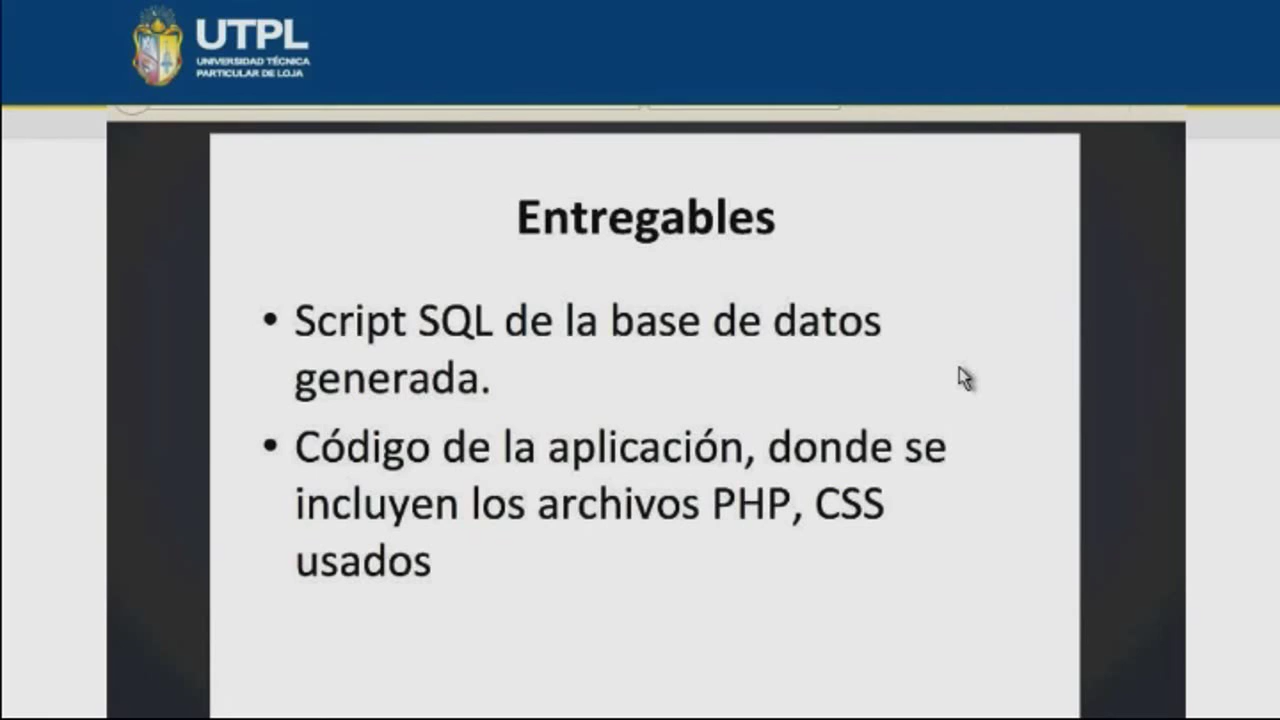 UTPL
UNIVERSIDAD TÉCNICA
PARTICULAR DE LOJA
Entregables
• Script SQL de la base de datos
generada.
• Código de la aplicación, donde se
incluyen los archivos PHP, CSS
usados